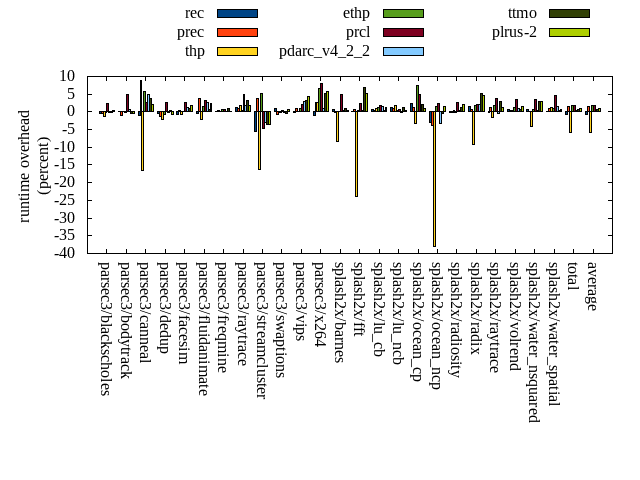 rec ethp ttmo
prec prcl plrus-2
thp pdarc_v4_2_2
runtime overhead
(percent)
10
5
0
-5
-10
-15
-20
-25
-30
-35
-40
parsec3/blackscholes
parsec3/bodytrack
parsec3/canneal
parsec3/dedup
parsec3/facesim
parsec3/fluidanimate
parsec3/freqmine
parsec3/raytrace
parsec3/streamcluster
parsec3/swaptions
parsec3/vips
parsec3/x264
splash2x/barnes
splash2x/fft
splash2x/lu_cb
splash2x/lu_ncb
splash2x/ocean_cp
splash2x/ocean_ncp
splash2x/radiosity
splash2x/radix
splash2x/raytrace
splash2x/volrend
splash2x/water_nsquared
splash2x/water_spatial
total
average